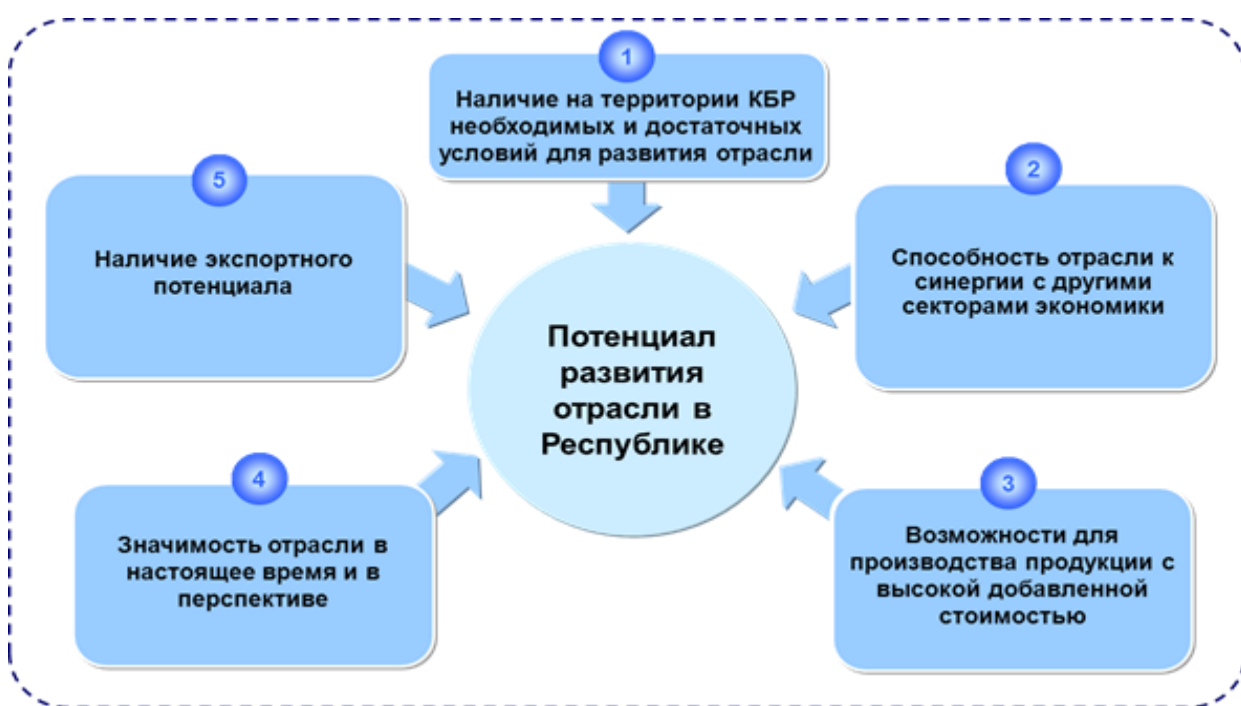 1
Наличие на территории КБР
необходимых и достаточных
условий для развития отрасли
2
Способность отрасли к
синергии с другими
секторами экономики
3
Возможности для
производства продукции с
высокой добавленной
стоимостью
4
Значимость отрасли в
настоящее время и в
перспективе
5
Наличие экспортного
потенциала
Потенциал
развития
отрасли в
Республике